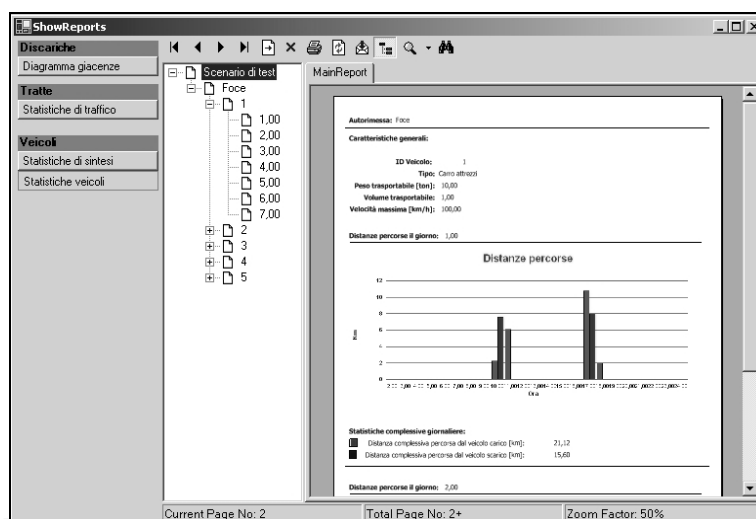 ShowReports
Discariche
Diagramma giacenze
Tratte
Statistiche di traffico
Veicoli
Statistiche di sintesi
Statistiche veicoli
Scenario di test
Foce
1
1,00
2,00
3,00
4,00
5,00
6,00
7,00
2
3
4
5
MainReport
Autorimessa: Foce
Caratteristiche generali:
ID Veicolo: 1
Tipo: Carro attrezzi
Peso trasportabile [ton]: 10,00
Volume trasportabile: 1,00
Velocità massima [km/h]: 100,00
Distanze percorse il giorno: 1,00
Distanze percorse
12
10
8
6
4
2
0
Km
Ora
Statistiche complessive giornaliere:
Distanza complessiva percorsa dal veicolo carico [km]: 21,12
Distanza complessiva percorsa dal veicolo scarico [km]: 15,60
Distanze percorse il giorno: 2,00
Current Page No: 2
Total Page No: 2+
Zoom Factor: 50%